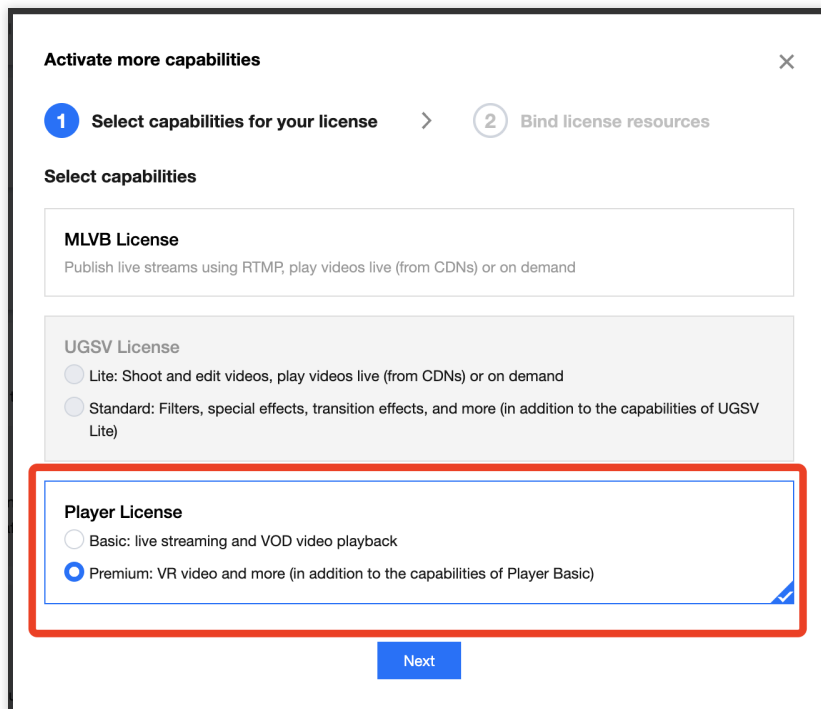 Activate more capabilities
1 Select capabilities for your license
2 Bind license resources
Select capabilities
MLVB License
Publish live streams using RTMP, play videos live (from CDNs) or on demand
UGSV License
Lite: Shoot and edit videos, play videos live (from CDNs) or on demand
Standard: Filters, special effects, transition effects, and more (in addition to the capabilities of UGSV
Lite)
Player License
Basic: live streaming and VOD video playback
Premium: VR video and more (in addition to the capabilities of Player Basic)
Next